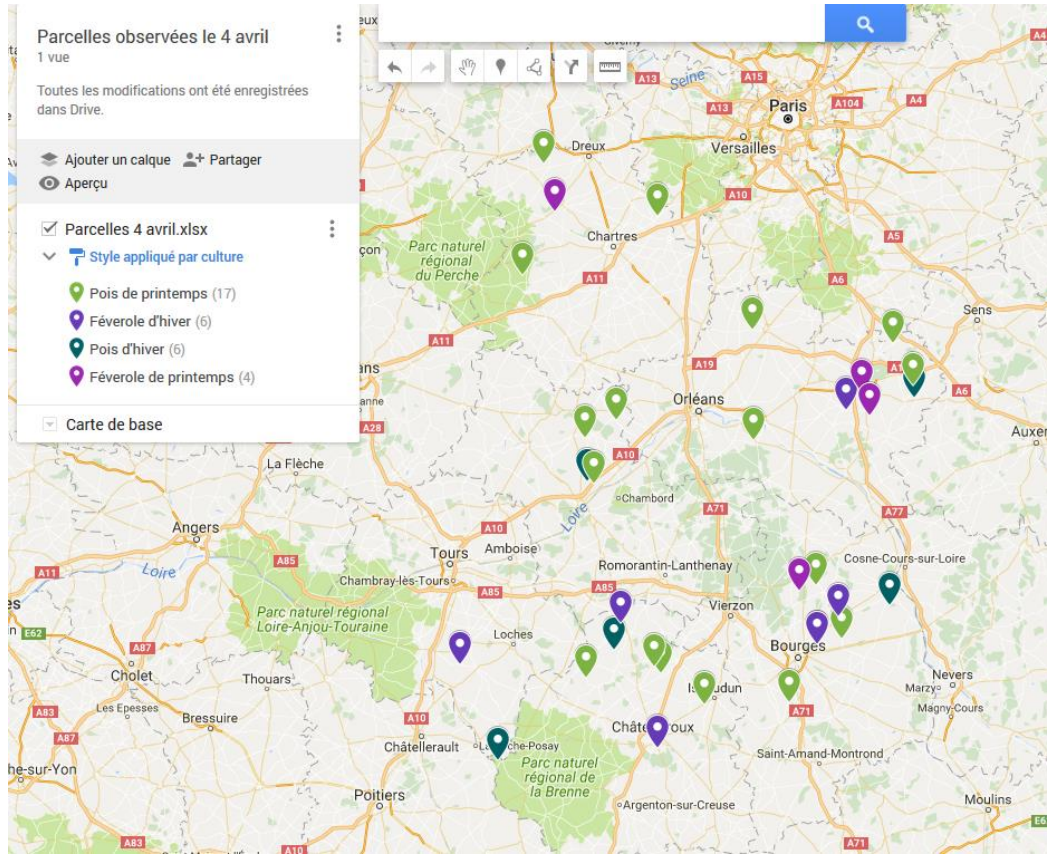 Parcelles observées le 4 avril
1 vue
Toutes les modifications ont été enregistrées
dans Drive.
Ajouter un calque Partager
Aperçu
Parcelles 4 avril.xlsx
Style appliqué par culture
Pois de printemps (17)
Féverole d'hiver (6)
Pois d'hiver (6)
Féverole de printemps (4)
Carte de base
A4
A13
Seine
A15
A13
Paris
A104
A4
Dreux
Versailles
A10
Chartres
A5
Parc naturel
régional
du Perche
A11
A6
Sens
A11
A19
A6
Orléans
A28
Auxer
A10
La Flèche
Chambord
Loire
A71
A77
Angers
A10
Tours
Amboise
Cosne-Cours-sur-Loire
A85
Romorantin-Lanthenay
A11
Loire
Chambray-lès-Tours
A85
A85
Vierzon
Parc naturel régional
Loire-Anjou-Touraine
E62
Loches
A87
Bourges
Cholet
Thouars
Nevers
Marzy
A83
Les Epesses
Bressuire
A10
A71
Magny-Cours
A87
Châtellerault
Saint-Amand-Montrond
he-sur-Yon
Parc naturel
régional de
la Brenne
Poitiers
Argenton-sur-Creuse
Moulins
A83
A10
A71
E6